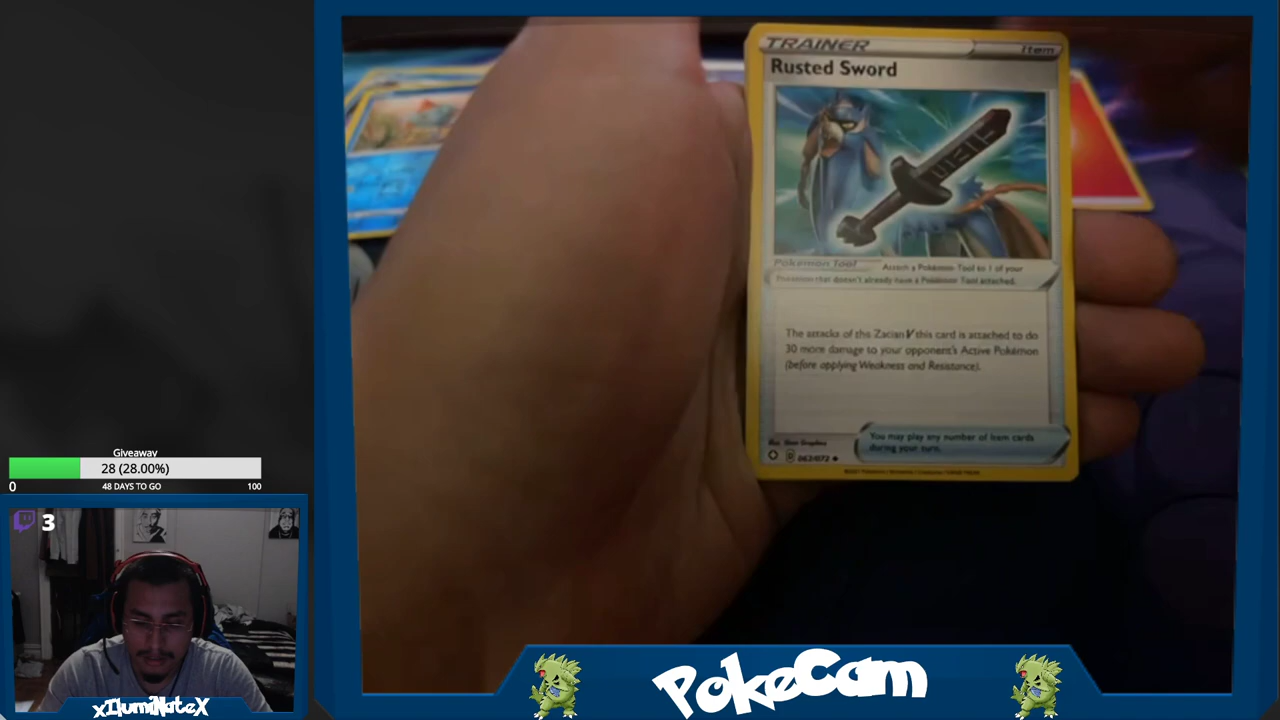 TRAINER
Item
Rusted Sword
Pokémon Tool
Attach a Pokémon Tool to 1 of your
Pokémon that doesn't already have a Pokémon Tool attached.
The attacks of the Zacian V this card is attached to do
30 more damage to your opponent's Active Pokémon
(before applying Weakness and Resistance).
You may play any number of Item cards
during your turn.
D
062/072
Giveaway
28 (28.00%)
0
48 DAYS TO GO
100
3
xIlumiNateX
PokeCam